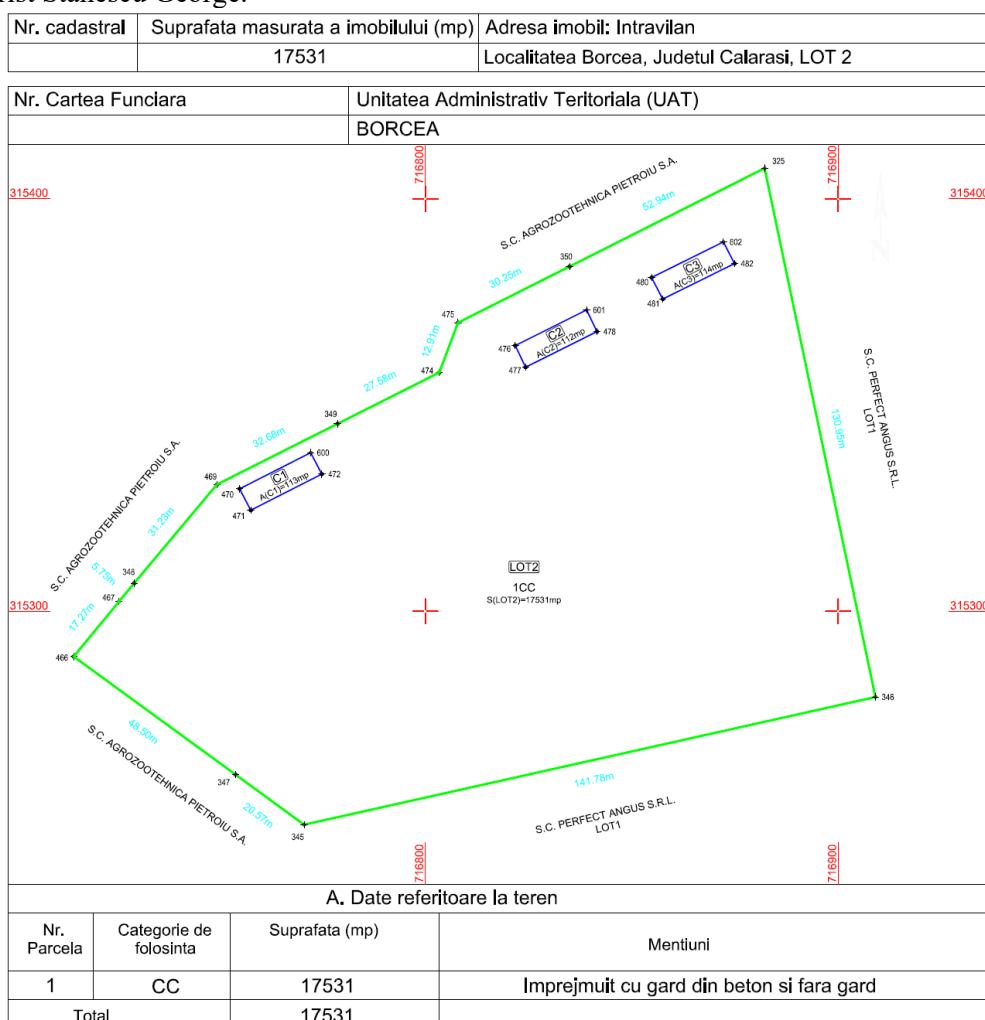 Stanescu George.
Nr. cadastral Suprafata masurata a imobilului (mp) Adresa imobil: Intravilan
17531 Localitatea Borcea, Judetul Calarasi, LOT 2
Nr. Cartea Funciara Unitatea Administrativ Teritoriala (UAT)
BORCEA
716800 716900
315400 315400
325
S.C. AGROZOOTEHNICA PIETROIU S.A.
52.94m
N
350
602
30.25m
480 C3 482
A(C3)=114mp
481
475
601
12.91m
476 C2 478
A(C2)=112mp
477
474
27.58m
349
S.C. PERFECT ANGUS S.R.L.
LOT1
130.95m
32.68m
600
469
470 C1 472
A(C1)=113mp
471
S.C. AGROZOOTEHNICA PIETROIU S.A.
31.23m
348
5.75m
467
LOT2
1CC
S(LOT2)=17531mp
315300 315300
17.27m
466
346
48.50m
S.C. AGROZOOTEHNICA PIETROIU S.A.
347
20.57m
141.76m
345
S.C. PERFECT ANGUS S.R.L.
LOT1
716800 716900
A. Date referitoare la teren
Nr. Parcela Categorie de folosinta Suprafata (mp) Mentiuni
1 CC 17531 Imprejmuit cu gard din beton si fara gard
Total 17531